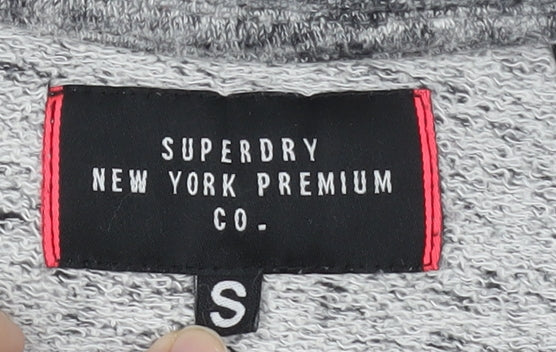 SUPERDRY
NEW YORK PREMIUM
CO.
S